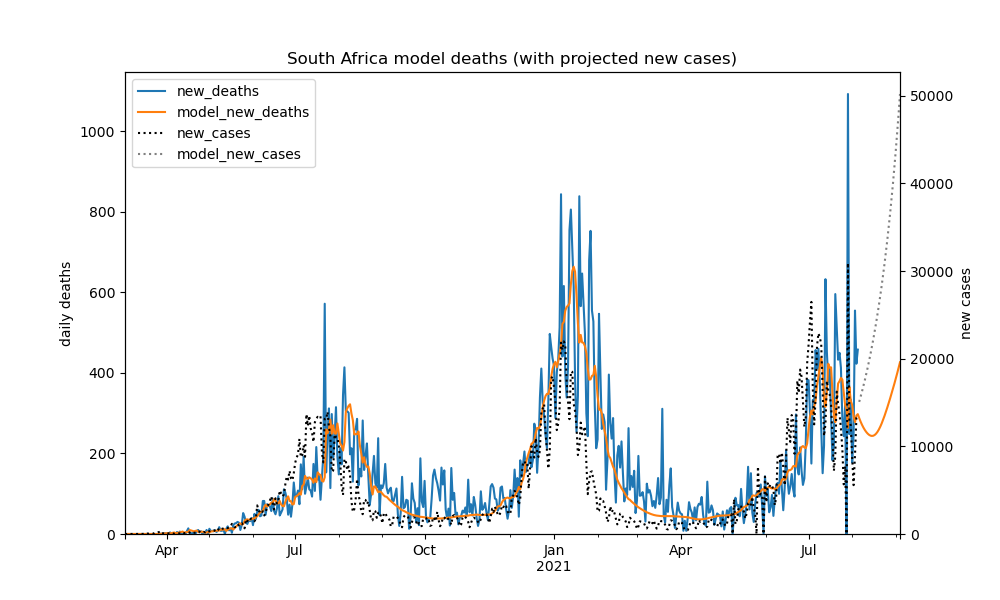 South Africa model deaths (with projected new cases)
new_deaths
model_new_deaths
new_cases
model_new_cases
1000
800
600
400
200
0
daily deaths
50000
40000
30000
20000
10000
0
new cases
Apr
Jul
Oct
Jan
2021
Apr
Jul